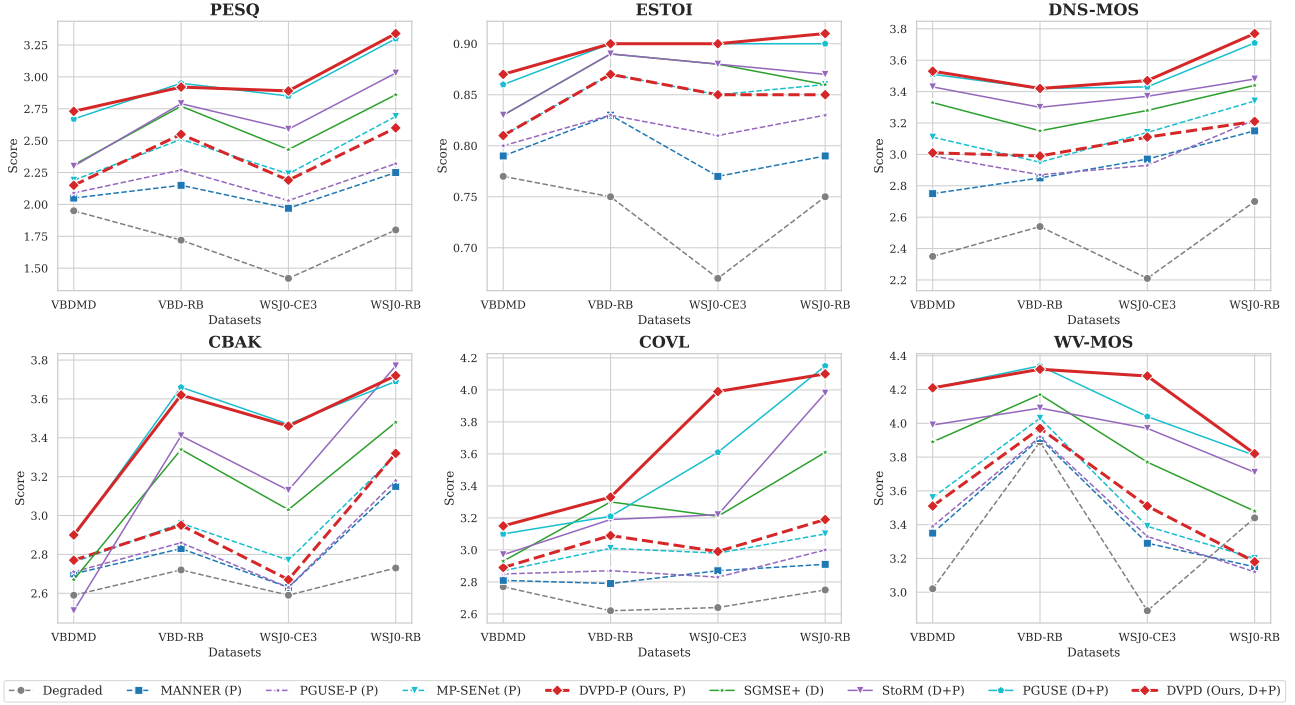 PESQ
Score
3.25
3.00
2.75
2.50
2.25
2.00
1.75
1.50
VBDMD VBD-RB WSJ0-CE3 WSJ0-RB
Datasets
ESTOI
Score
0.90
0.85
0.80
0.75
0.70
VBDMD VBD-RB WSJ0-CE3 WSJ0-RB
Datasets
DNS-MOS
Score
3.8
3.6
3.4
3.2
3.0
2.8
2.6
2.4
2.2
VBDMD VBD-RB WSJ0-CE3 WSJ0-RB
Datasets
CBAK
Score
3.8
3.6
3.4
3.2
3.0
2.8
2.6
VBDMD VBD-RB WSJ0-CE3 WSJ0-RB
Datasets
COVL
Score
4.2
4.0
3.8
3.6
3.4
3.2
3.0
2.8
2.6
VBDMD VBD-RB WSJ0-CE3 WSJ0-RB
Datasets
WV-MOS
Score
4.4
4.2
4.0
3.8
3.6
3.4
3.2
3.0
VBDMD VBD-RB WSJ0-CE3 WSJ0-RB
Datasets
Degraded MANNER (P) PGUSE-P (P) MP-SENet (P) DVPD-P (Ours, P) SGMSE+ (D) StoRM (D+P) PGUSE (D+P) DVPD (Ours, D+P)